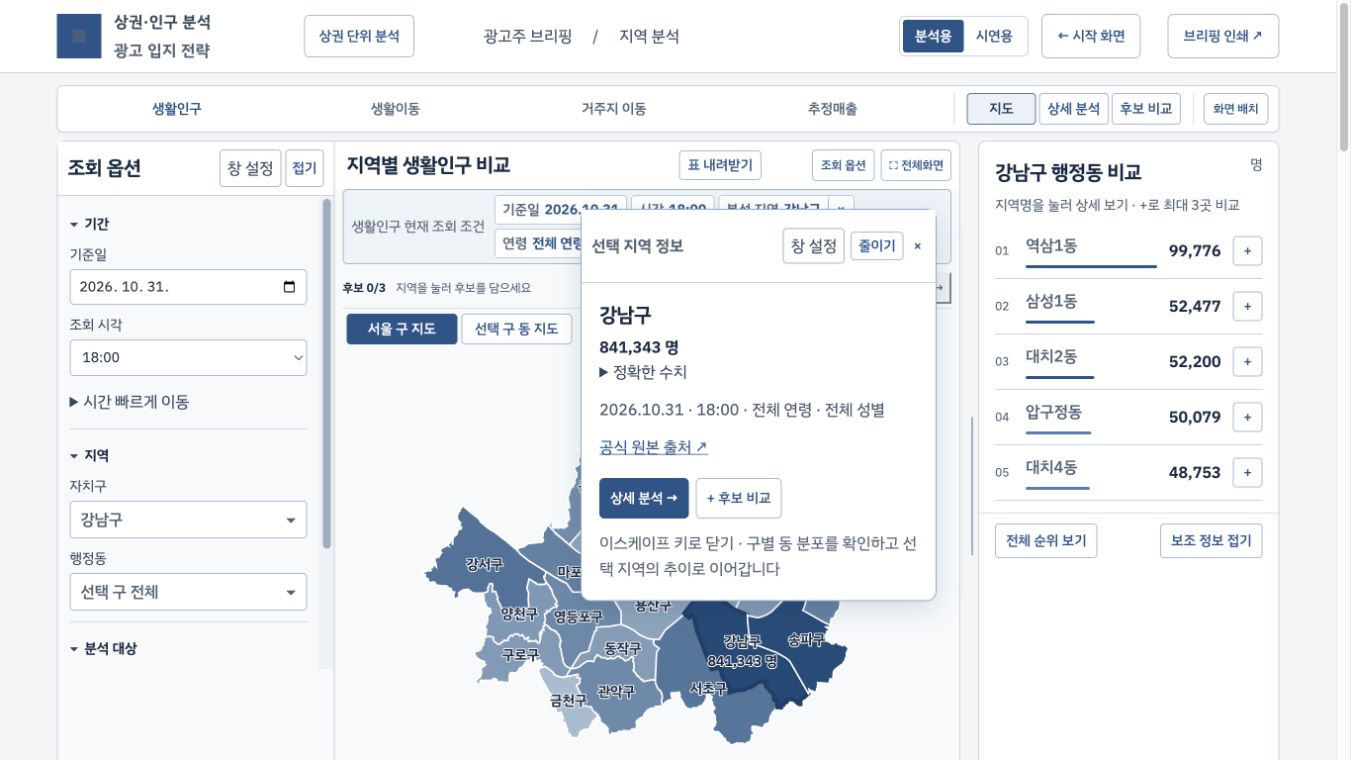 상권·인구 분석
광고 입지 전략
상권 단위 분석
광고주 브리핑 / 지역 분석
분석용 시연용
← 시작 화면
브리핑 인쇄 ↗
생활인구 생활이동 거주지 이동 추정매출
지도 상세 분석 후보 비교 화면 배치
조회 옵션 창 설정 접기
▼ 기간
기준일
2026. 10. 31.
조회 시각
18:00
▶ 시간 빠르게 이동
▼ 지역
자치구
강남구
행정동
선택 구 전체
▼ 분석 대상
지역별 생활인구 비교
표 내려받기 조회 옵션 ⛶ 전체화면
생활인구 현재 조회 조건
기준일 2026.10.31 시각 18:00 분석 지역 강남구 ×
연령 전체 연령
후보 0/3 지역을 눌러 후보를 담으세요 →
서울 구 지도 선택 구 동 지도
선택 지역 정보 창 설정 줄이기 ×
강남구
841,343 명
▶ 정확한 수치
2026.10.31 · 18:00 · 전체 연령 · 전체 성별
공식 원본 출처 ↗
상세 분석 → + 후보 비교
이스케이프 키로 닫기 · 구별 동 분포를 확인하고 선
택 지역의 추이로 이어갑니다
강서구
마포
용산구
양천구
영등포구
강남구
841,343 명
송파구
동작구
구로구
서초구
관악구
금천구
강남구 행정동 비교 명
지역명을 눌러 상세 보기 · +로 최대 3곳 비교
01 역삼1동 99,776 +
02 삼성1동 52,477 +
03 대치2동 52,200 +
04 압구정동 50,079 +
05 대치4동 48,753 +
전체 순위 보기 보조 정보 접기